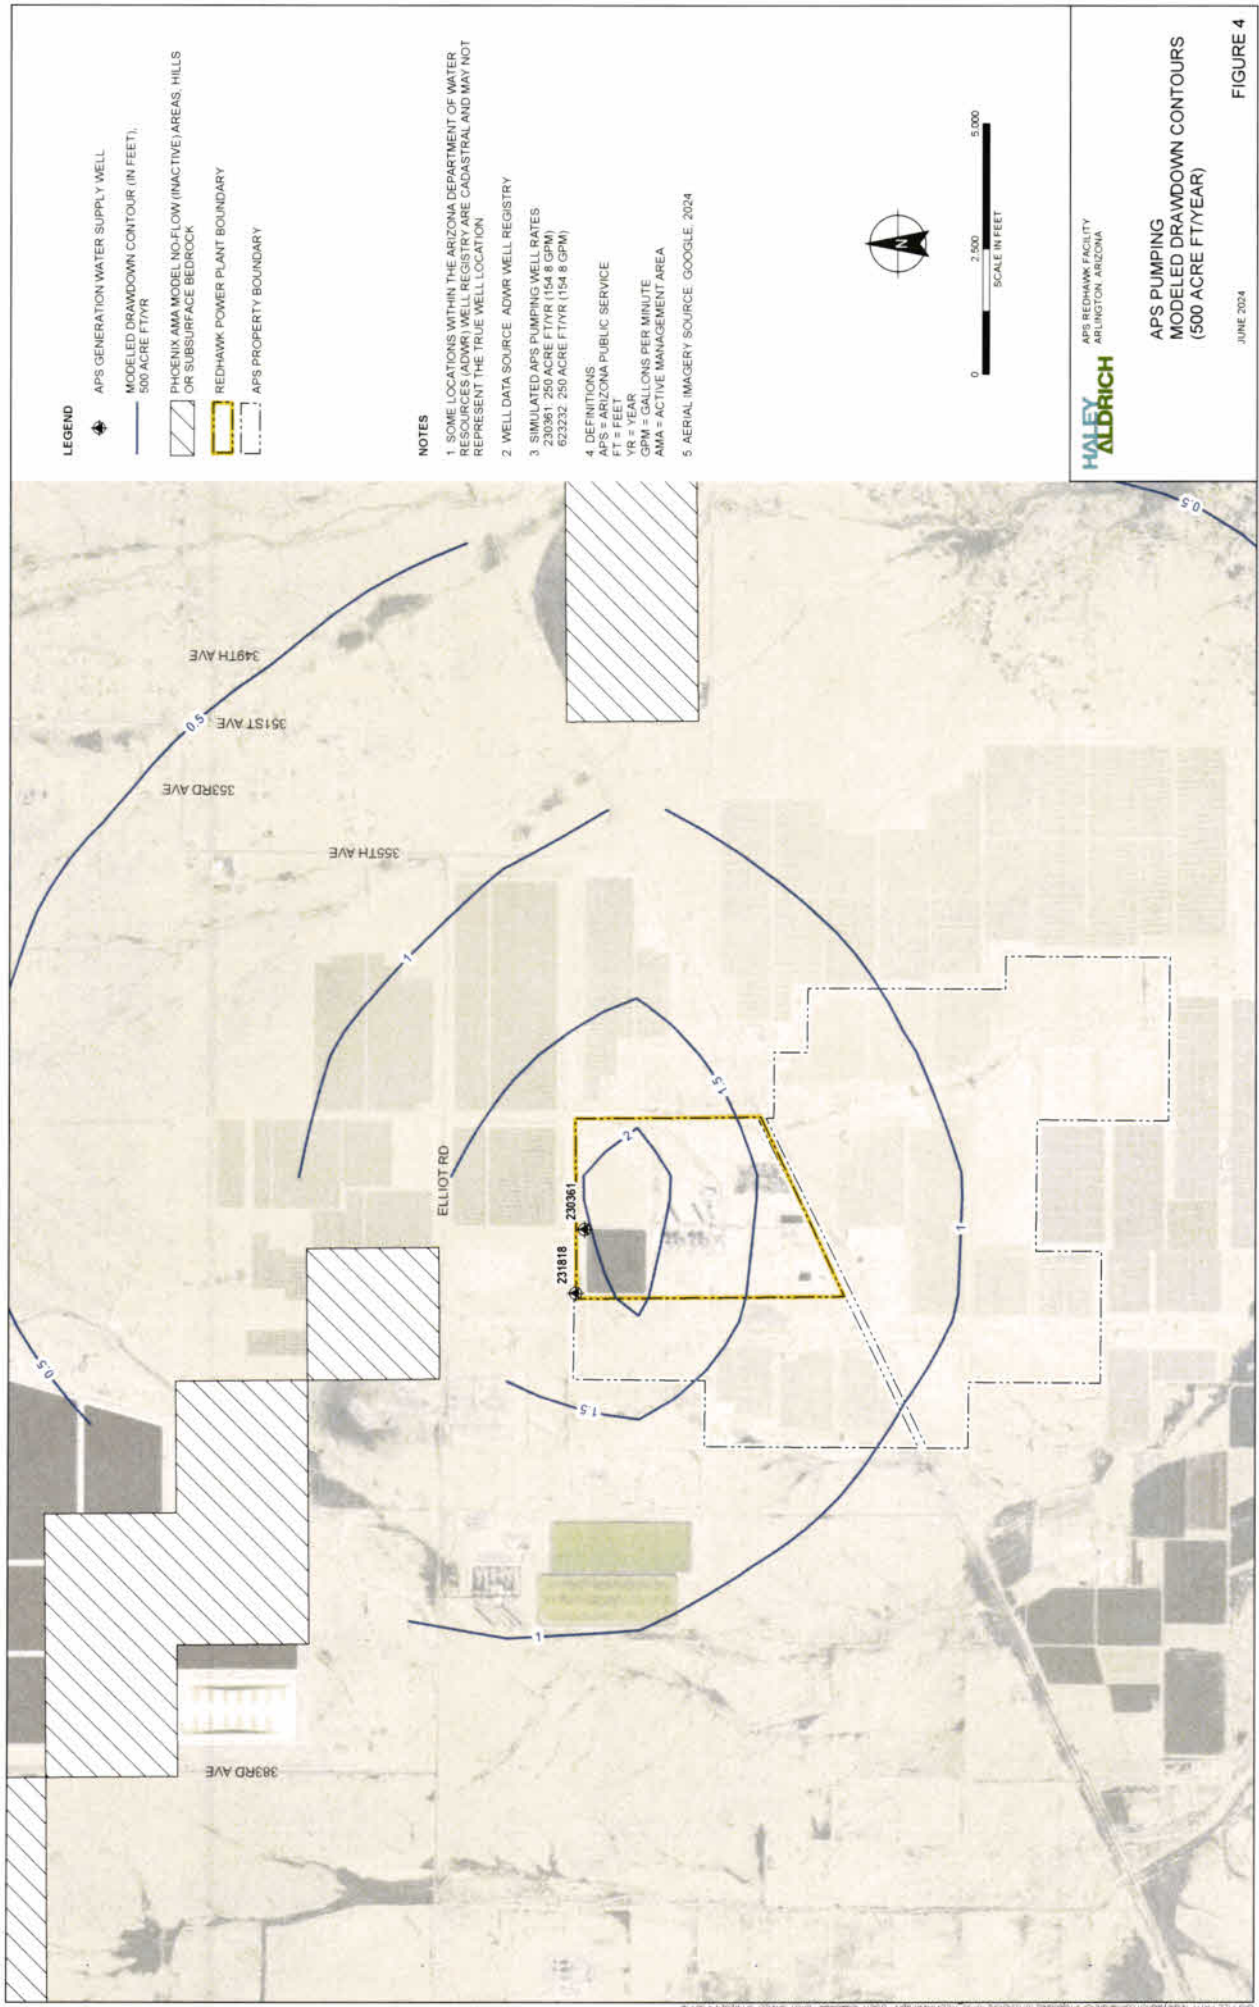 349TH AVE
351ST AVE
353RD AVE
355TH AVE
383RD AVE
ELLIOT RD
231818
230361
0.5
0.5
0.5
1
1
1
1.5
1.5
2
LEGEND
APS GENERATION WATER SUPPLY WELL
MODELED DRAWDOWN CONTOUR (IN FEET),
500 ACRE FT/YR
PHOENIX AMA MODEL NO-FLOW (INACTIVE) AREAS, HILLS
OR SUBSURFACE BEDROCK
REDHAWK POWER PLANT BOUNDARY
APS PROPERTY BOUNDARY
NOTES
1 SOME LOCATIONS WITHIN THE ARIZONA DEPARTMENT OF WATER
RESOURCES (ADWR) WELL REGISTRY ARE CADASTRAL AND MAY NOT
REPRESENT THE TRUE WELL LOCATION
2 WELL DATA SOURCE ADWR WELL REGISTRY
3 SIMULATED APS PUMPING WELL RATES
230361: 250 ACRE FT/YR (154 8 GPM)
623232: 250 ACRE FT/YR (154 8 GPM)
4 DEFINITIONS
APS = ARIZONA PUBLIC SERVICE
FT = FEET
YR = YEAR
GPM = GALLONS PER MINUTE
AMA = ACTIVE MANAGEMENT AREA
5 AERIAL IMAGERY SOURCE GOOGLE, 2024
N
0 2,500 5,000
SCALE IN FEET
HALEY
ALDRICH
APS REDHAWK FACILITY
ARLINGTON, ARIZONA
APS PUMPING
MODELED DRAWDOWN CONTOURS
(500 ACRE FT/YEAR)
JUNE 2024
FIGURE 4